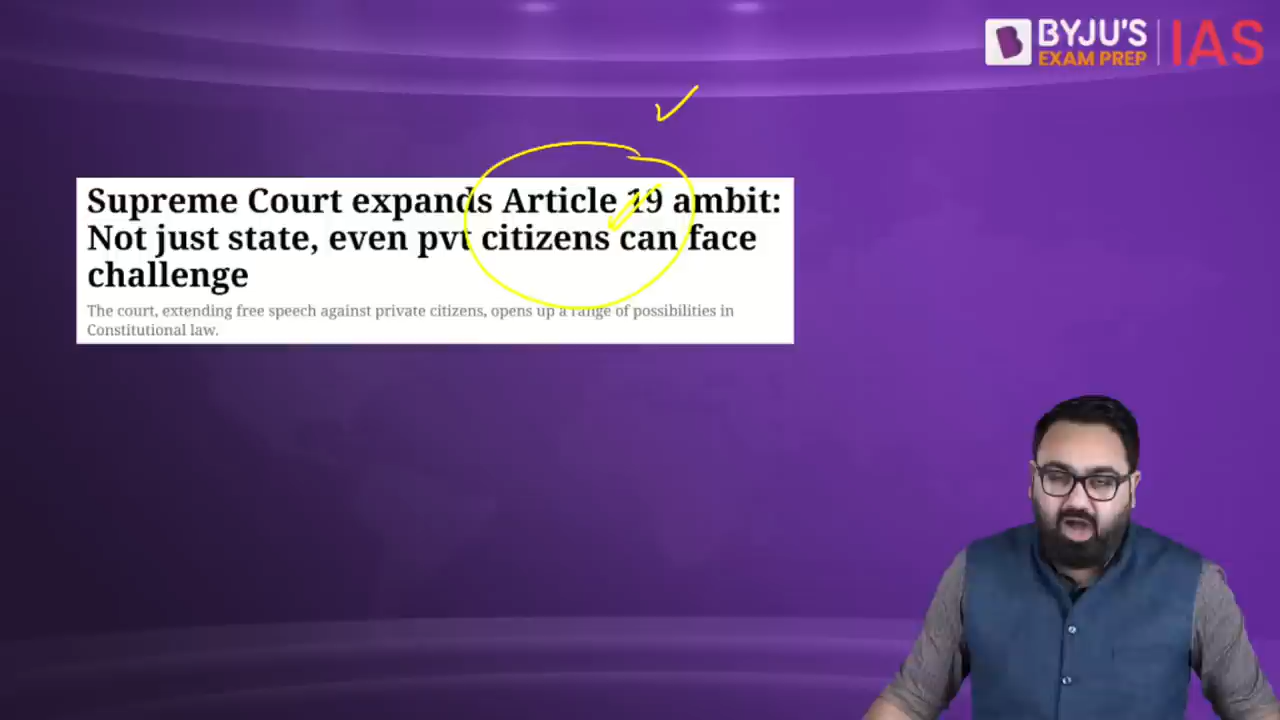 BYJU'S
EXAM PREP
IAS
Supreme Court expands Article 19 ambit:
Not just state, even pvt citizens can face
challenge
The court, extending free speech against private citizens, opens up a range of possibilities in
Constitutional law.